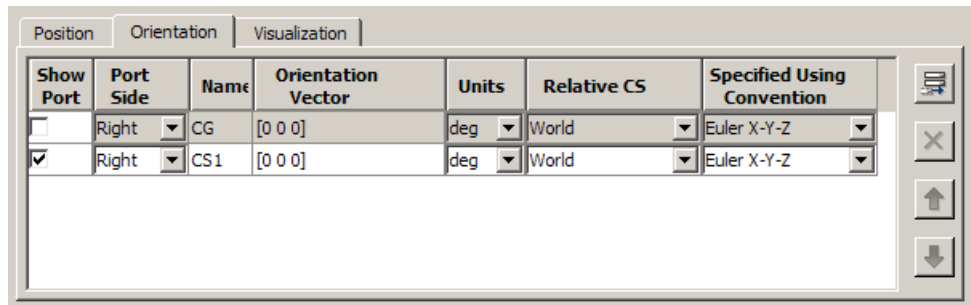 Position Orientation Visualization
Show Port Port Side Name Orientation Vector Units Relative CS Specified Using Convention
Right CG [0 0 0] deg World Euler X-Y-Z
Right CS1 [0 0 0] deg World Euler X-Y-Z